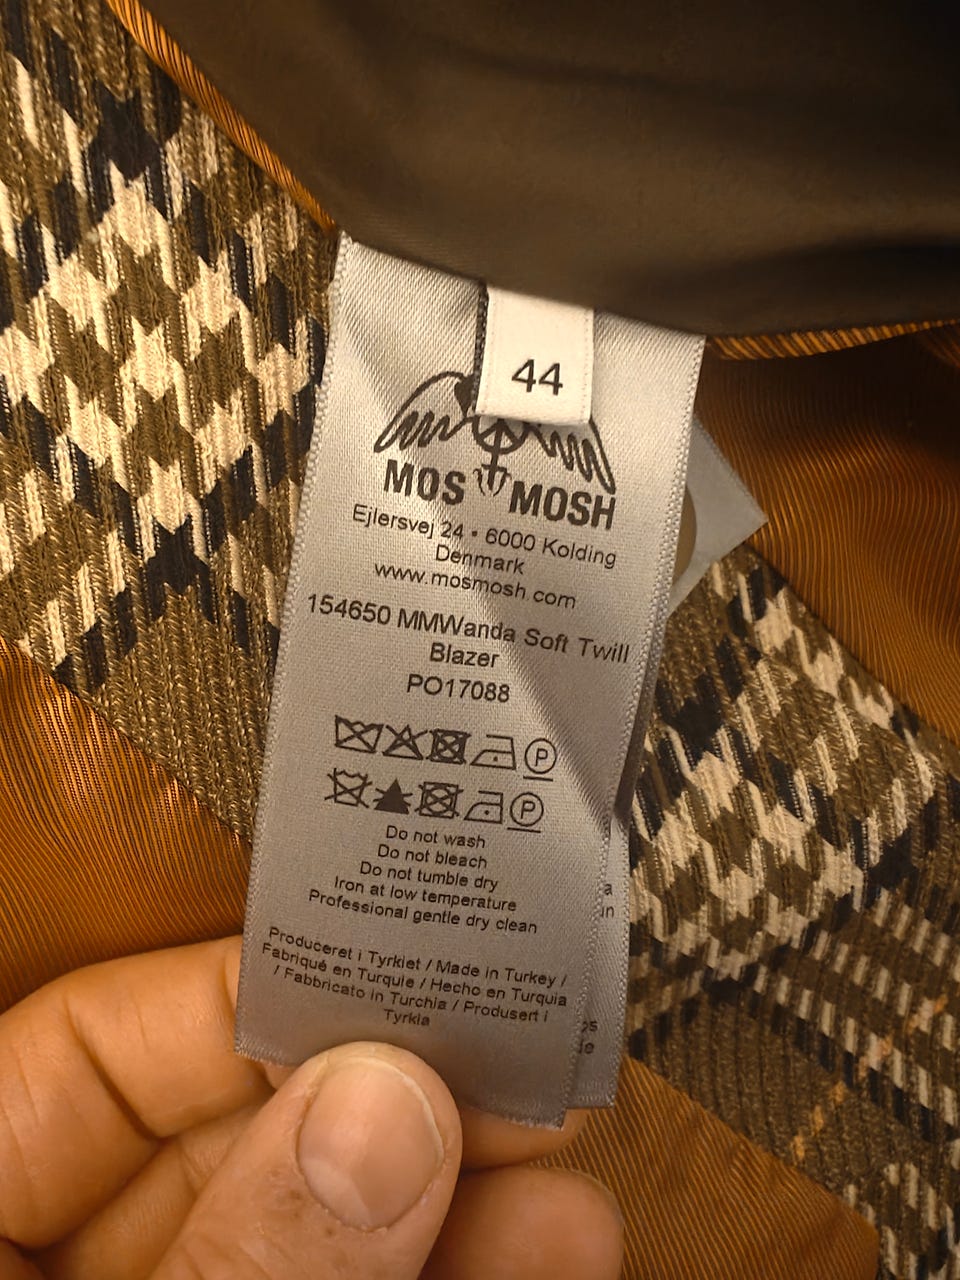 44
MOS MOSH
Ejlersvej 24 • 6000 Kolding
Denmark
www.mosmosh.com
154650 MMWanda Soft Twill
Blazer
PO17088
P
P
Do not wash
Do not bleach
Do not tumble dry
Iron at low temperature
Professional gentle dry clean
Produceret i Tyrkiet / Made in Turkey /
Fabriqué en Turquie / Hecho en Turquia
/ Fabbricato in Turchia / Produsert i
Tyrkia